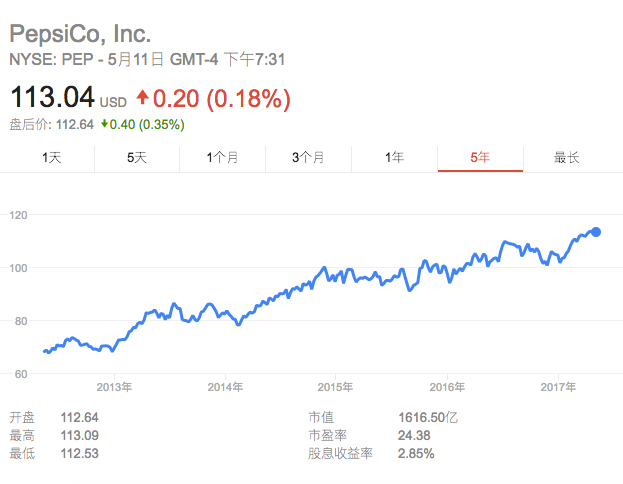 PepsiCo, Inc.
NYSE: PEP - 5月11日 GMT-4 下午7:31
113.04 USD 0.20 (0.18%)
盘后价: 112.64 0.40 (0.35%)
1天 5天 1个月 3个月 1年 5年 最长
120
100
80
60
2013年 2014年 2015年 2016年 2017年
开盘 112.64 市值 1616.50亿
最高 113.09 市盈率 24.38
最低 112.53 股息收益率 2.85%